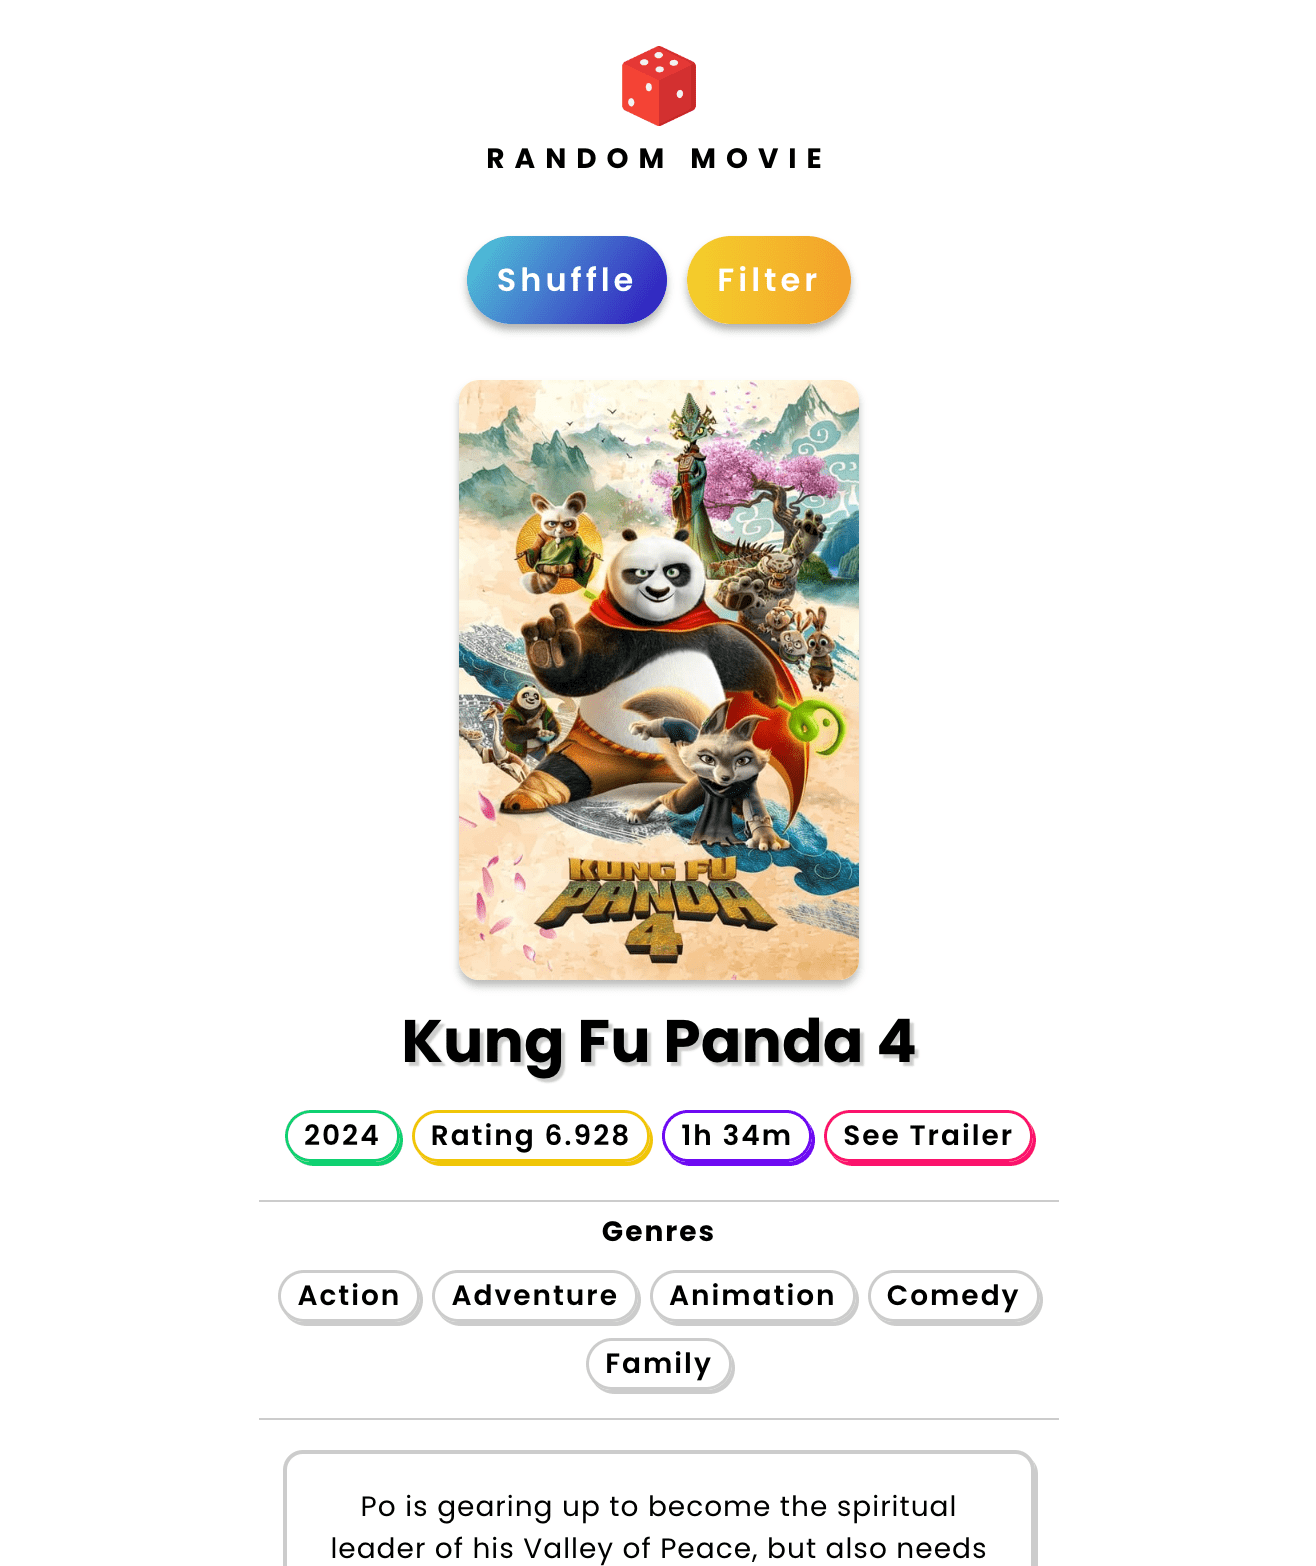 RANDOM MOVIE
Shuffle Filter
KUNG FU
PANDA
4
Kung Fu Panda 4
2024 Rating 6.928 1h 34m See Trailer
Genres
Action Adventure Animation Comedy
Family
Po is gearing up to become the spiritual
leader of his Valley of Peace, but also needs